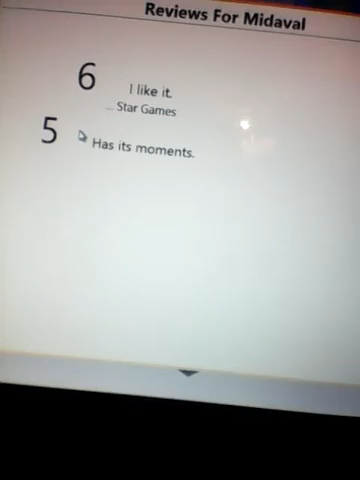 Reviews For Midaval
6
I like it.
... Star Games
5
Has its moments.